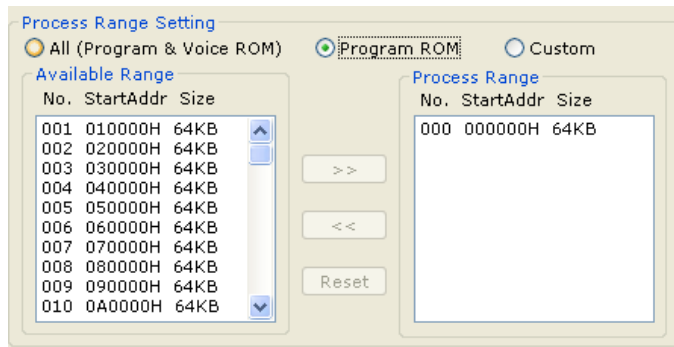 Process Range Setting
All (Program & Voice ROM) Program ROM Custom
Available Range
No. StartAddr Size
001 010000H 64KB
002 020000H 64KB
003 030000H 64KB
004 040000H 64KB
005 050000H 64KB
006 060000H 64KB
007 070000H 64KB
008 080000H 64KB
009 090000H 64KB
010 0A0000H 64KB
>>
<<
Reset
Process Range
No. StartAddr Size
000 000000H 64KB